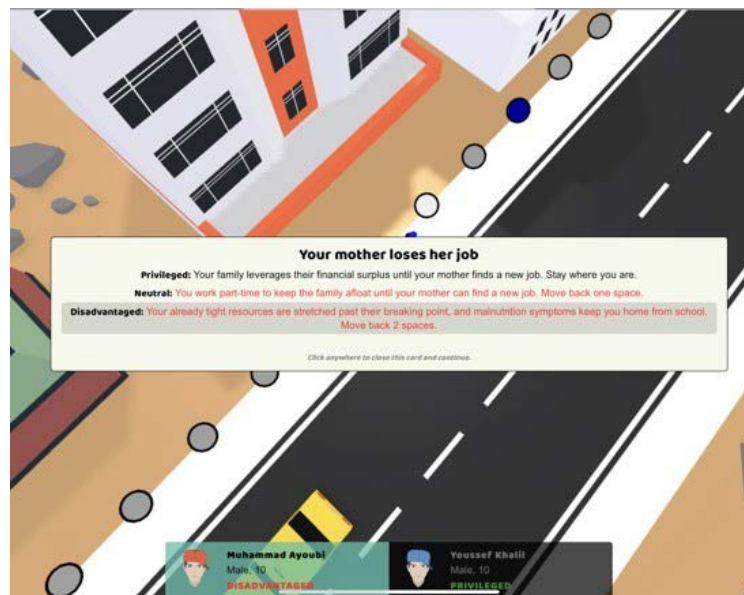 Your mother loses her job
Privileged: Your family leverages their financial surplus until your mother finds a new job. Stay where you are.
Neutral: You work part-time to keep the family afloat until your mother can find a new job. Move back one space.
Disadvantaged: Your already tight resources are stretched past their breaking point, and malnutrition symptoms keep you home from school.
Move back 2 spaces.
Click anywhere to close this card and continue.
Muhammad Ayoubi
Male, 10
DISADVANTAGED
Youssef Khalil
Male, 10
PRIVILEGED